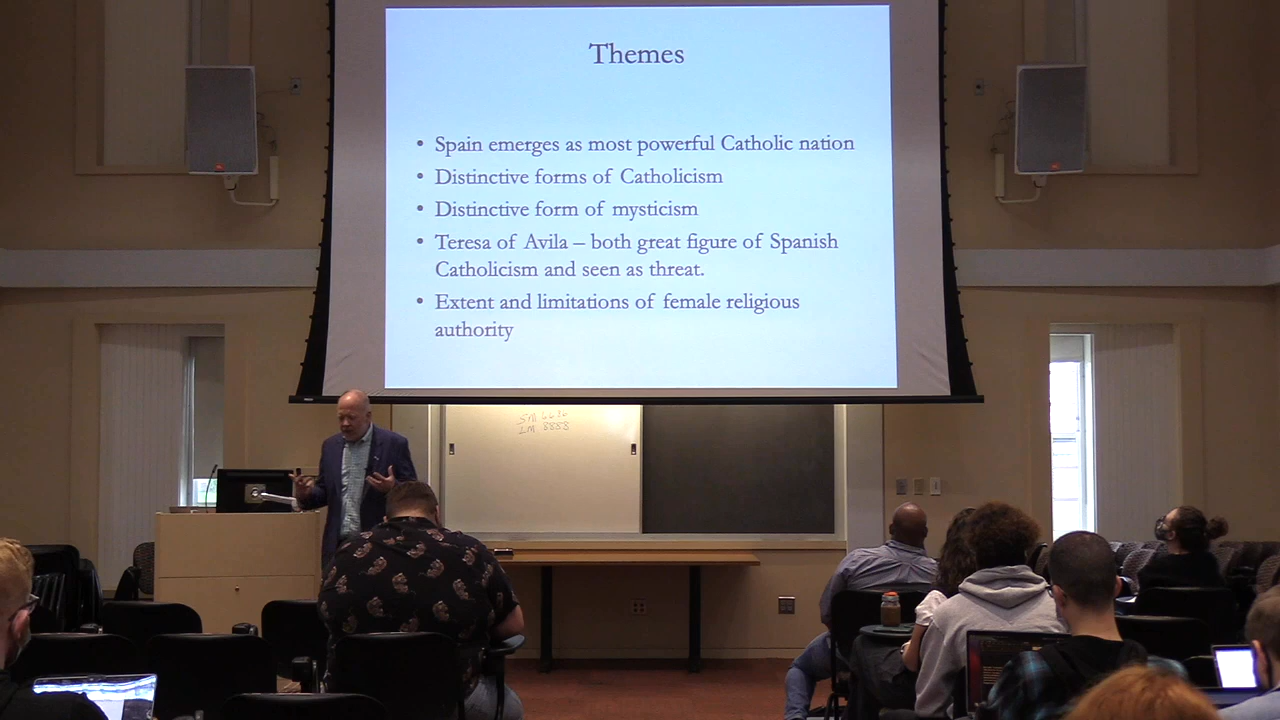 Themes
• Spain emerges as most powerful Catholic nation
• Distinctive forms of Catholicism
• Distinctive form of mysticism
• Teresa of Avila – both great figure of Spanish
Catholicism and seen as threat.
• Extent and limitations of female religious
authority